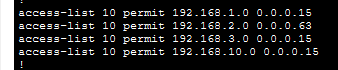 !
access-list 10 permit 192.168.1.0 0.0.0.15
access-list 10 permit 192.168.2.0 0.0.0.63
access-list 10 permit 192.168.3.0 0.0.0.15
access-list 10 permit 192.168.10.0 0.0.0.15
!